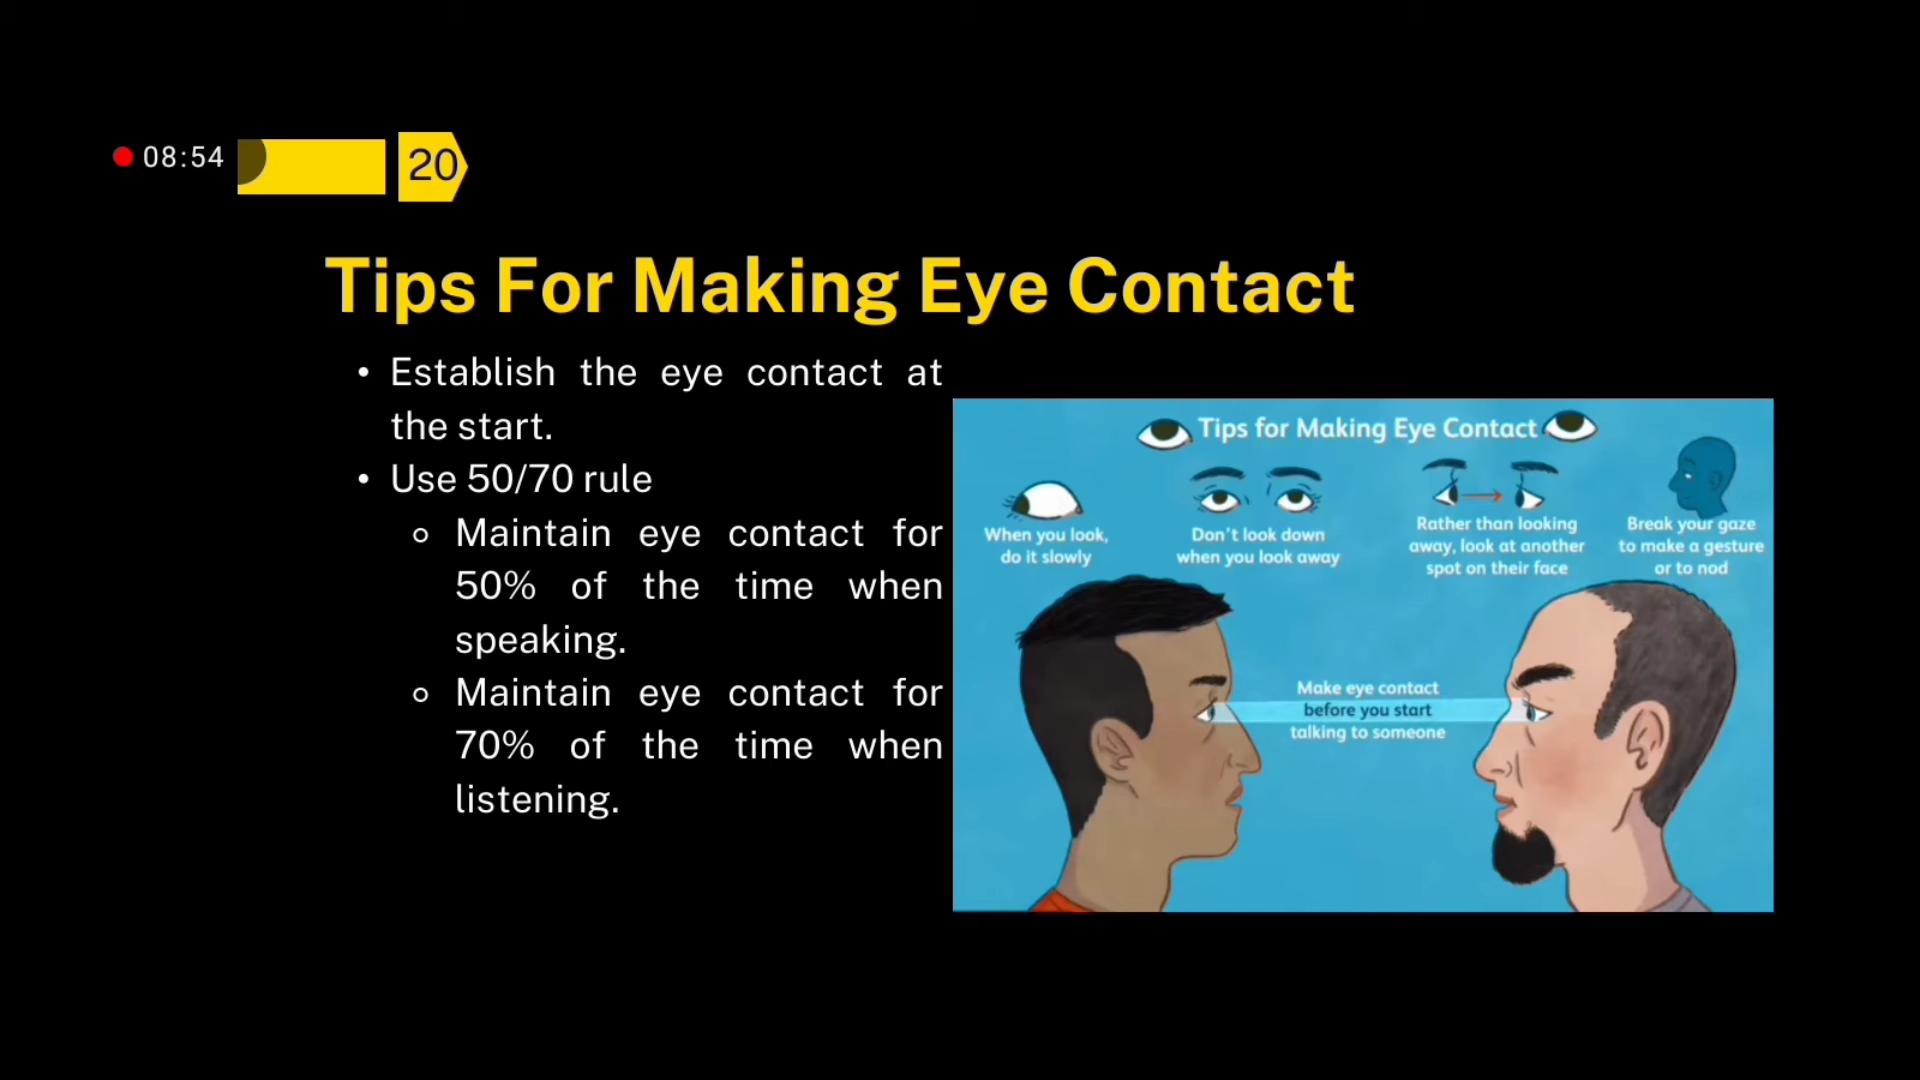 08:54
20
Tips For Making Eye Contact
• Establish the eye contact at
the start.
• Use 50/70 rule
○ Maintain eye contact for
50% of the time when
speaking.
○ Maintain eye contact for
70% of the time when
listening.
Tips for Making Eye Contact
When you look,
do it slowly
Don't look down
when you look away
Rather than looking
away, look at another
spot on their face
Break your gaze
to make a gesture
or to nod
Make eye contact
before you start
talking to someone